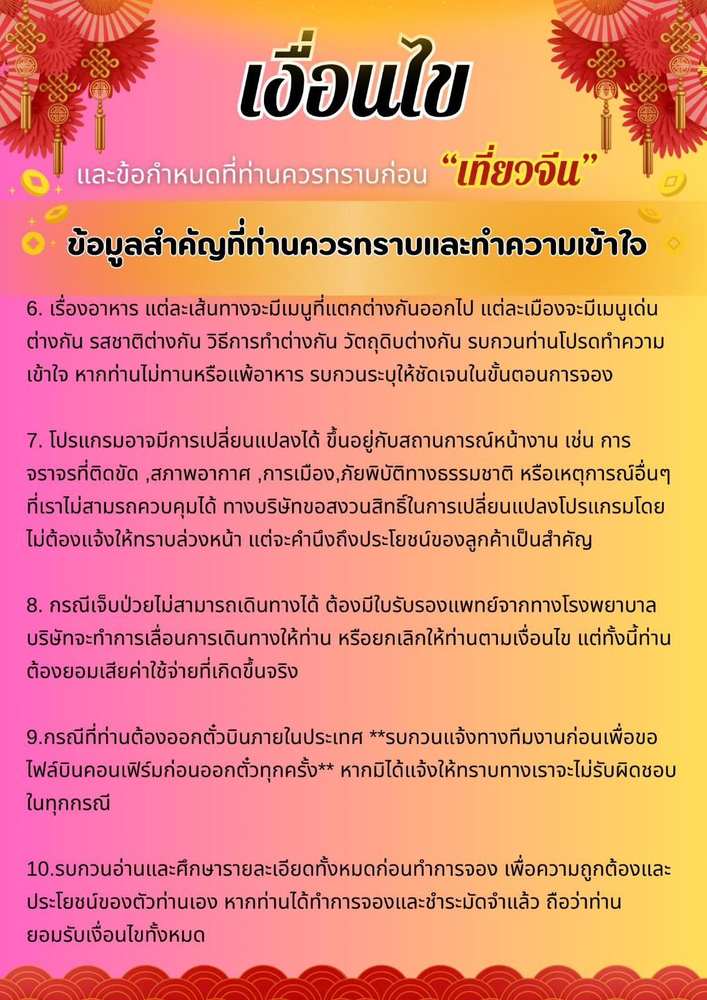 เงื่อนไข
และข้อกำหนดที่ท่านควรทราบก่อน “เที่ยวจีน”
ข้อมูลสำคัญที่ท่านควรทราบและทำความเข้าใจ
6. เรื่องอาหาร แต่ละเส้นทางจะมีเมนูที่แตกต่างกันออกไป แต่ละเมืองจะมีเมนูเด่น
ต่างกัน รสชาติต่างกัน วิธีการทำต่างกัน วัตถุดิบต่างกัน รบกวนท่านโปรดทำความ
เข้าใจ หากท่านไม่ทานหรือแพ้อาหาร รบกวนระบุให้ชัดเจนในขั้นตอนการจอง
7. โปรแกรมอาจมีการเปลี่ยนแปลงได้ ขึ้นอยู่กับสถานการณ์หน้างาน เช่น การ
จราจรที่ติดขัด ,สภาพอากาศ ,การเมือง,ภัยพิบัติทางธรรมชาติ หรือเหตุการณ์อื่นๆ
ที่เราไม่สามรถควบคุมได้ ทางบริษัทขอสงวนสิทธิ์ในการเปลี่ยนแปลงโปรแกรมโดย
ไม่ต้องแจ้งให้ทราบล่วงหน้า แต่จะคำนึงถึงประโยชน์ของลูกค้าเป็นสำคัญ
8. กรณีเจ็บป่วยไม่สามารถเดินทางได้ ต้องมีใบรับรองแพทย์จากทางโรงพยาบาล
บริษัทจะทำการเลื่อนการเดินทางให้ท่าน หรือยกเลิกให้ท่านตามเงื่อนไข แต่ทั้งนี้ท่าน
ต้องยอมเสียค่าใช้จ่ายที่เกิดขึ้นจริง
9.กรณีที่ท่านต้องออกตั๋วบินภายในประเทศ **รบกวนแจ้งทางทีมงานก่อนเพื่อขอ
ไฟล์บินคอนเฟิร์มก่อนออกตั๋วทุกครั้ง** หากมิได้แจ้งให้ทราบทางเราจะไม่รับผิดชอบ
ในทุกกรณี
10.รบกวนอ่านและศึกษารายละเอียดทั้งหมดก่อนทำการจอง เพื่อความถูกต้องและ
ประโยชน์ของตัวท่านเอง หากท่านได้ทำการจองและชำระมัดจำแล้ว ถือว่าท่าน
ยอมรับเงื่อนไขทั้งหมด